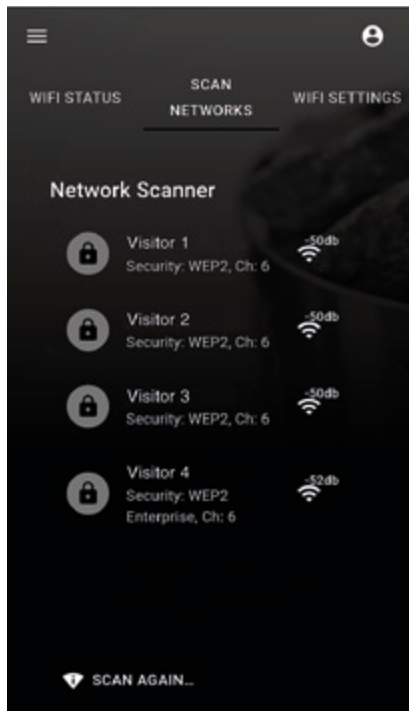 WIFI STATUS
SCAN
NETWORKS
WIFI SETTINGS
Network Scanner
Visitor 1
-50db
Security: WEP2, Ch: 6
Visitor 2
-50db
Security: WEP2, Ch: 6
Visitor 3
-50db
Security: WEP2, Ch: 6
Visitor 4
-52db
Security: WEP2
Enterprise, Ch: 6
SCAN AGAIN...